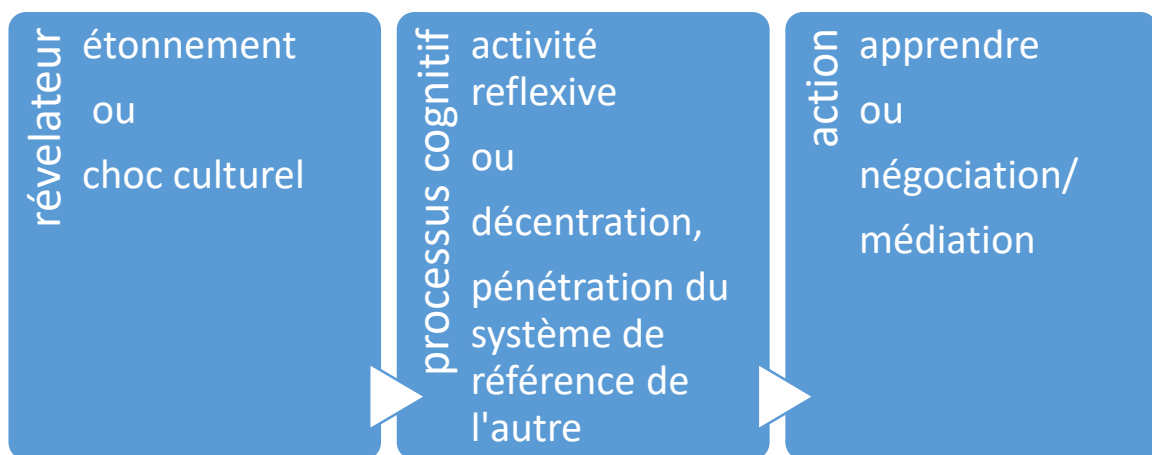 révelateur
étonnement
ou
choc culturel
processus cognitif
activité
reflexive
ou
décentration,
pénétration du
système de
référence de
l'autre
action
apprendre
ou
négociation/
médiation